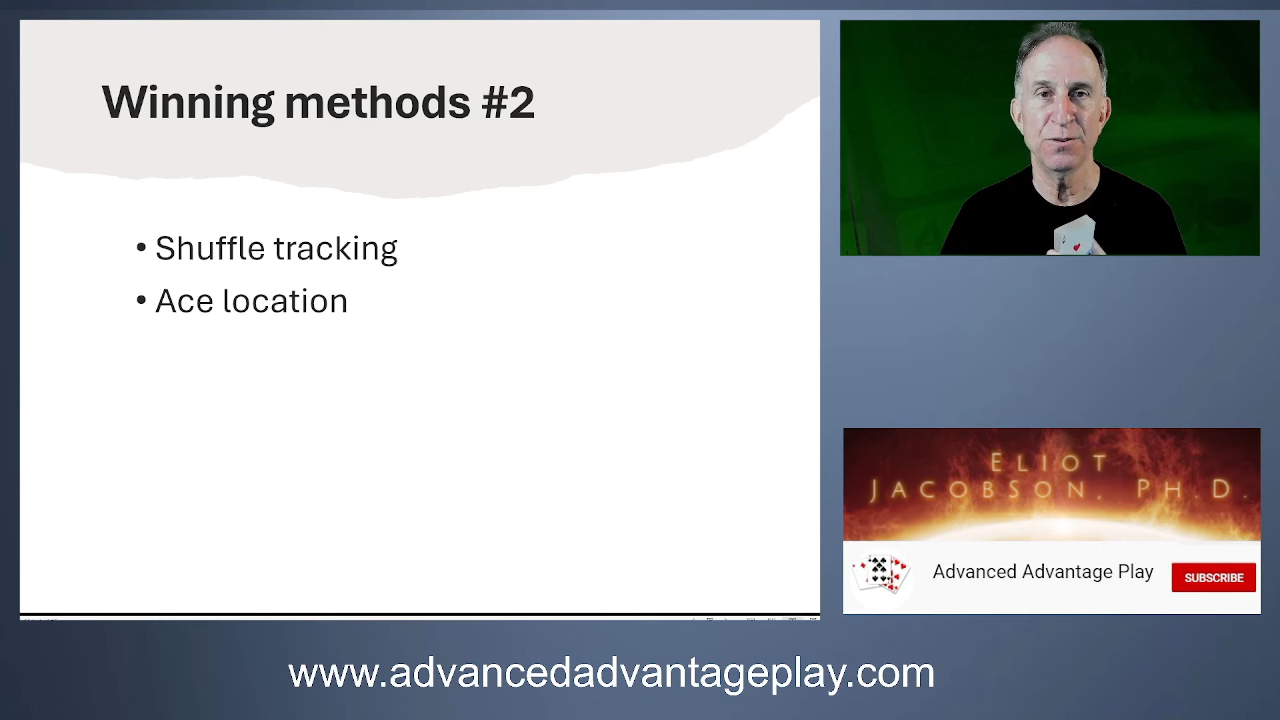 Winning methods #2
• Shuffle tracking
• Ace location
ELIOT
JACOBSON, PH.D.
Advanced Advantage Play
SUBSCRIBE
www.advancedadvantageplay.com